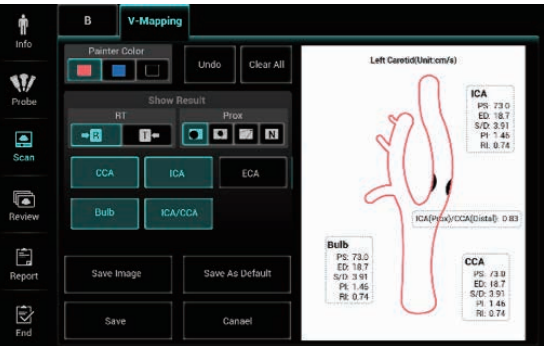 Info
Probe
Scan
Review
Report
End
B
V-Mapping
Painter Color
Undo
Clear All
Show Result
RT
Prox
R
T
N
CCA
ICA
ECA
Bulb
ICA/CCA
Save Image
Save As Default
Save
Canael
Left Caretid(Unit:cm/s)
ICA
PS: 73.0
ED: 18.7
S/D: 3.91
PI: 1.46
RI: 0.74
ICA(Prox)/CCA(Distal): 0.83
Bulb
PS: 73.0
ED: 18.7
S/D: 3.91
PI: 1.46
RI: 0.74
CCA
PS: 73.0
ED: 18.7
S/D: 3.91
PI: 1.46
RI: 0.74